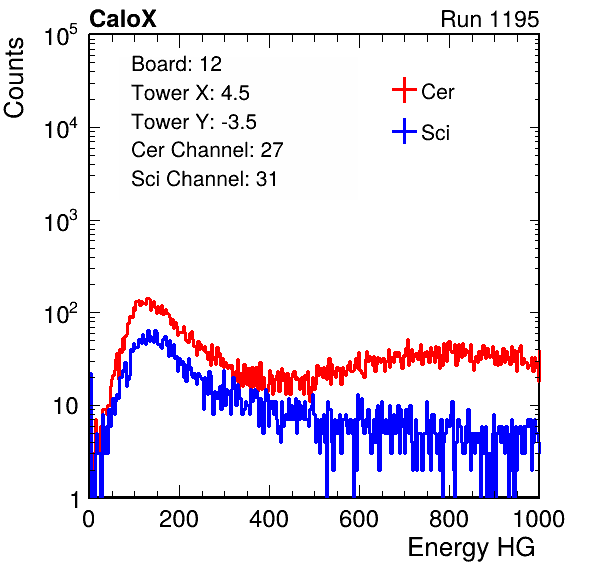 CaloX Run 1195
Counts
10^5
10^4
10^3
10^2
10
1
Board: 12
Tower X: 4.5
Tower Y: -3.5
Cer Channel: 27
Sci Channel: 31
Cer
Sci
0 200 400 600 800 1000
Energy HG